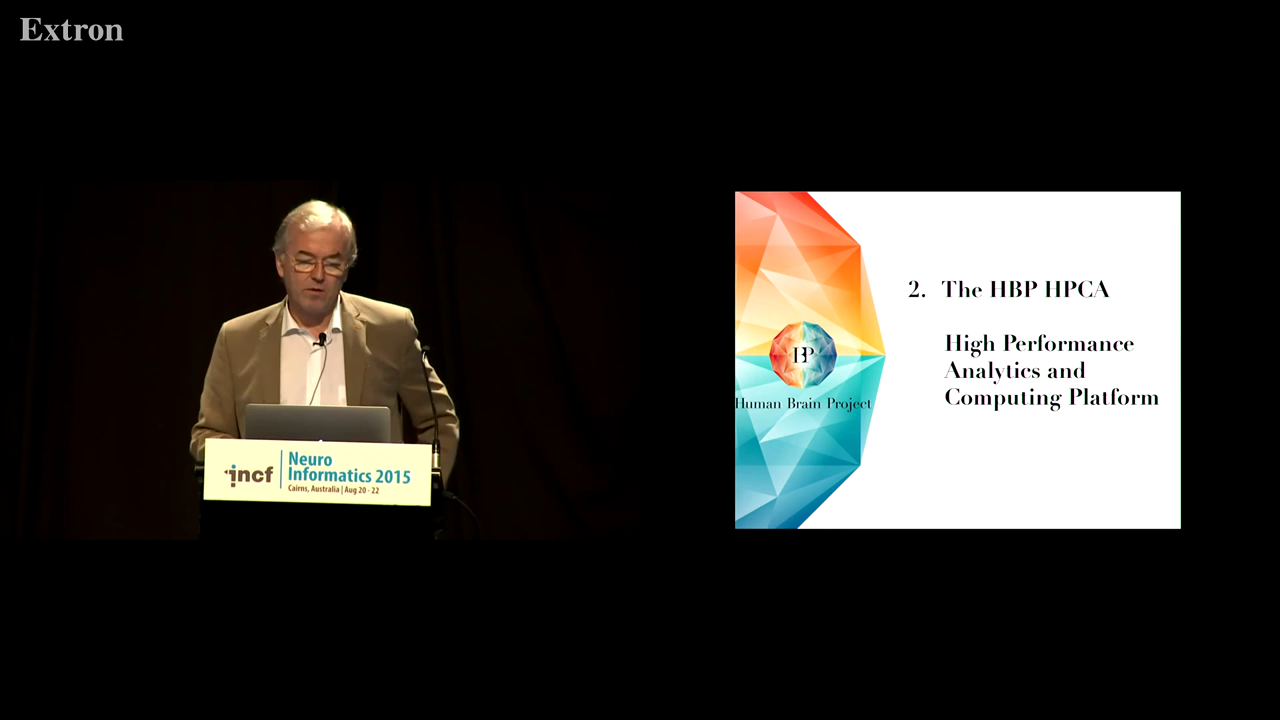 Extron
incf
Neuro
Informatics 2015
Cairns, Australia | Aug 20 - 22
2. The HBP HPCA
High Performance
Analytics and
Computing Platform
HBP
Human Brain Project